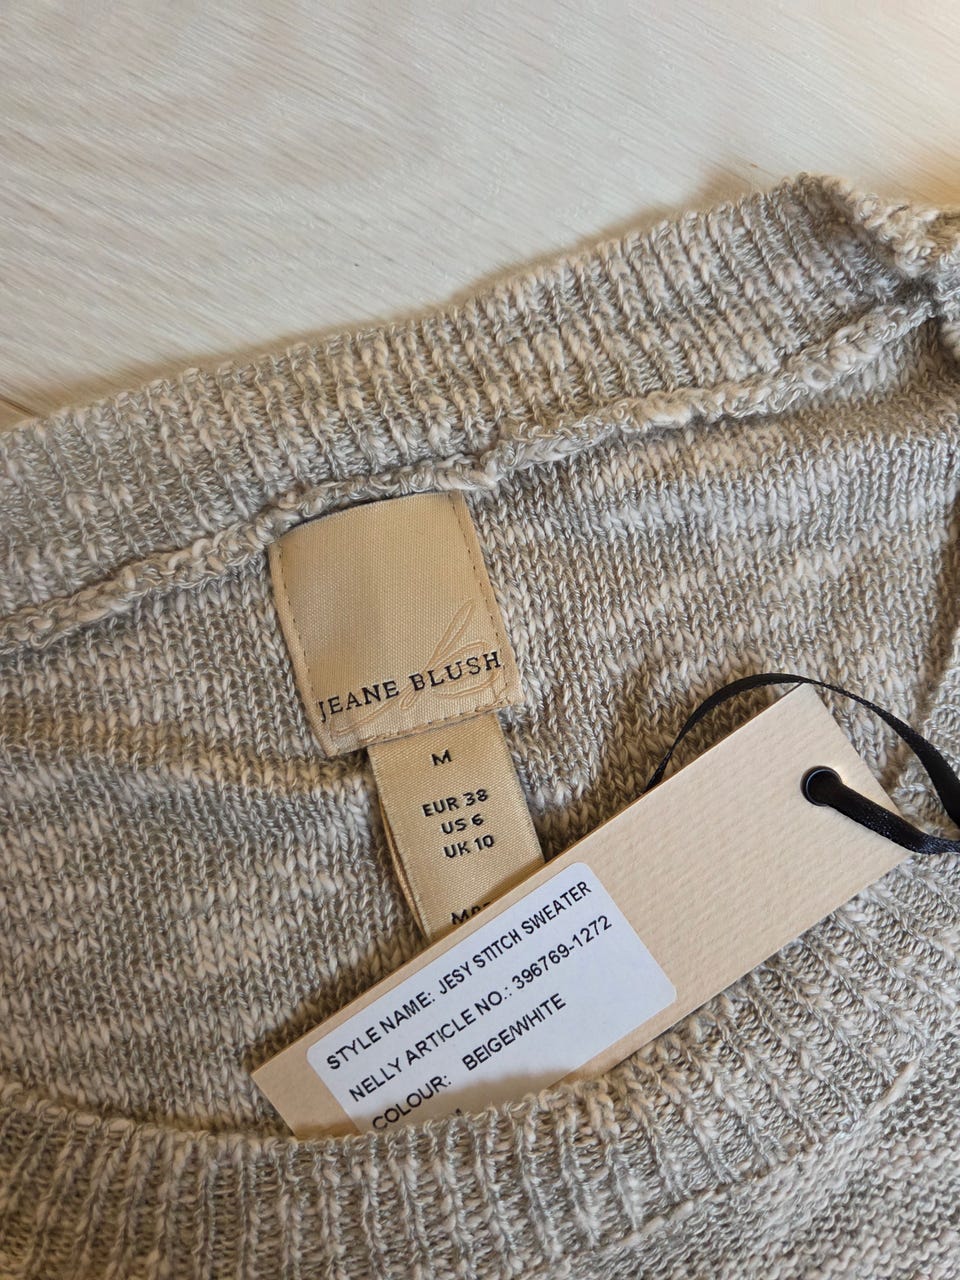 JEANE BLUSH
M
EUR 38
US 6
UK 10
STYLE NAME: JESY STITCH SWEATER
NELLY ARTICLE NO.: 396769-1272
COLOUR: BEIGE/WHITE